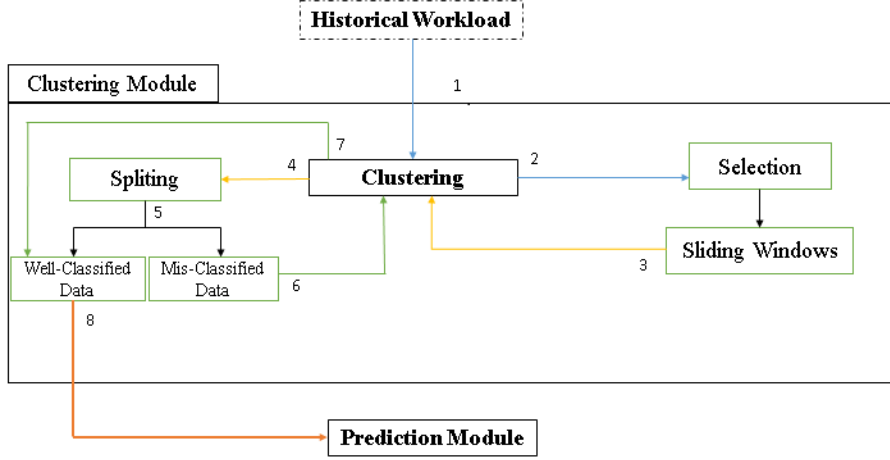 Historical Workload
Clustering Module
1
7
4
2
Spliting
Clustering
Selection
5
Sliding Windows
Well-Classified
Data
Mis-Classified
Data
6
3
8
Prediction Module